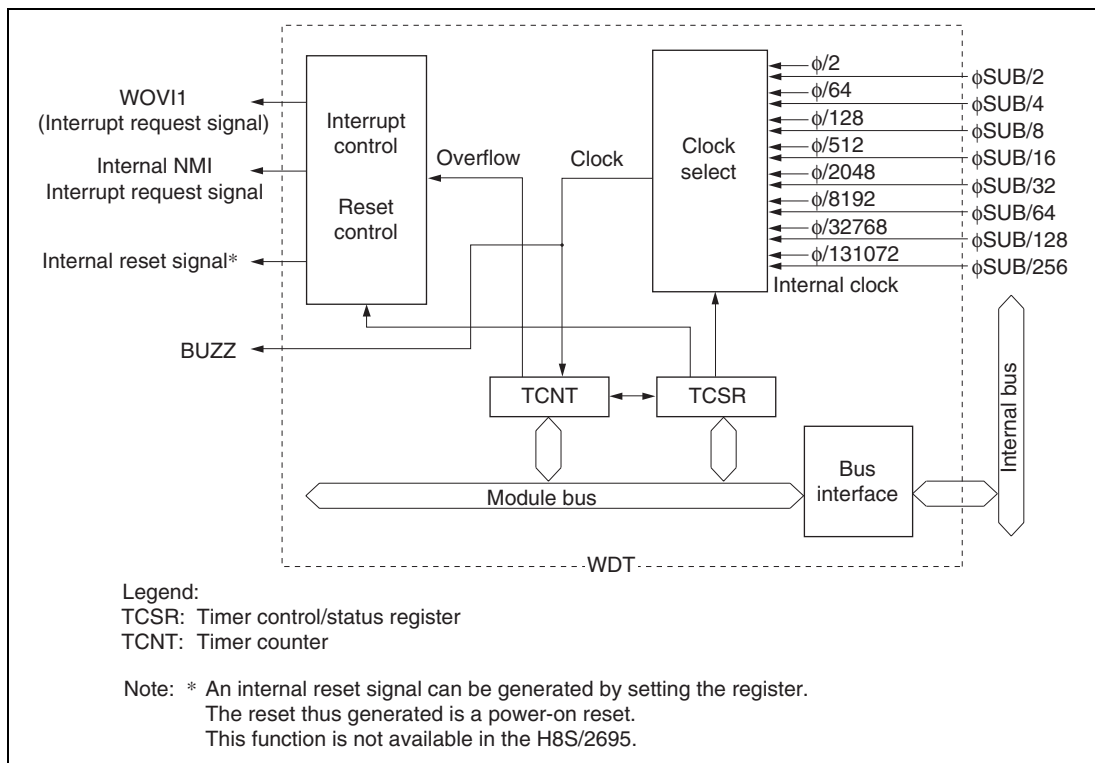 WOVI1
(Interrupt request signal)
Internal NMI
Interrupt request signal
Internal reset signal*
BUZZ
Interrupt
control
Reset
control
Overflow
Clock
Clock
select
ϕ/2
ϕ/64
ϕ/128
ϕ/512
ϕ/2048
ϕ/8192
ϕ/32768
ϕ/131072
Internal clock
ϕSUB/2
ϕSUB/4
ϕSUB/8
ϕSUB/16
ϕSUB/32
ϕSUB/64
ϕSUB/128
ϕSUB/256
TCNT
TCSR
Module bus
Bus
interface
Internal bus
WDT
Legend:
TCSR: Timer control/status register
TCNT: Timer counter
Note: * An internal reset signal can be generated by setting the register.
The reset thus generated is a power-on reset.
This function is not available in the H8S/2695.